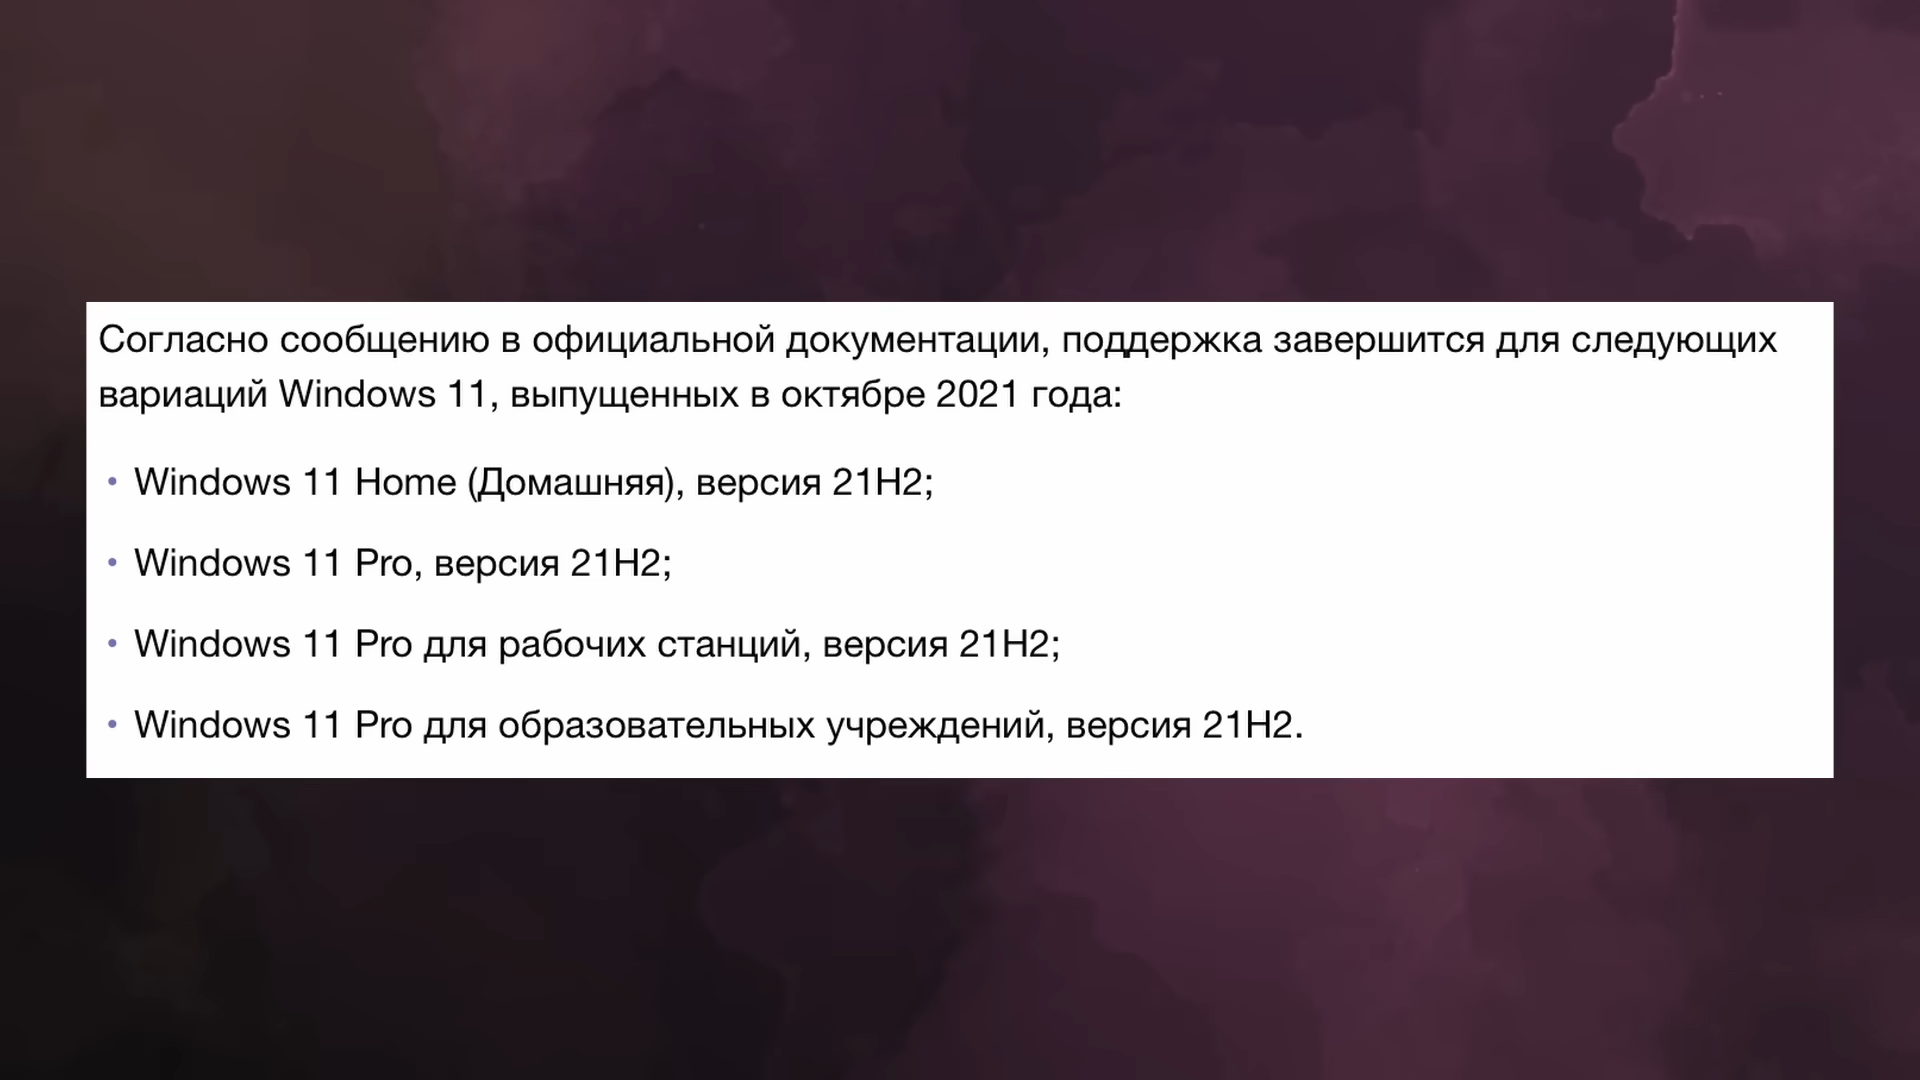 Согласно сообщению в официальной документации, поддержка завершится для следующих
вариаций Windows 11, выпущенных в октябре 2021 года:
• Windows 11 Home (Домашняя), версия 21H2;
• Windows 11 Pro, версия 21H2;
• Windows 11 Pro для рабочих станций, версия 21H2;
• Windows 11 Pro для образовательных учреждений, версия 21H2.